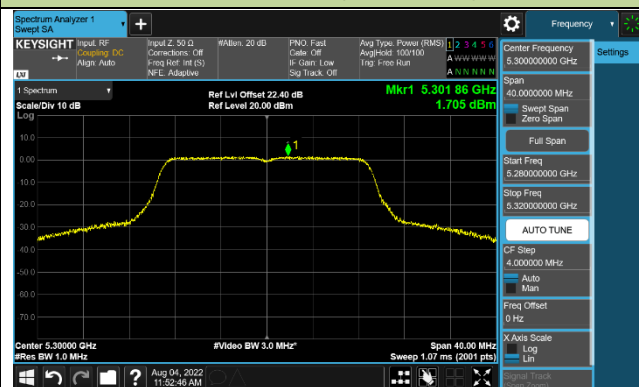 Spectrum Analyzer 1
Swept SA
Frequency
KEYSIGHT
Input: RF
Coupling: DC
Align: Auto
Input Z: 50 Ω
Corrections: Off
Freq Ref: Int (S)
NFE: Adaptive
#Atten: 20 dB
PNO: Fast
Gate: Off
IF Gain: Low
Sig Track: Off
Avg Type: Power (RMS)
Avg|Hold: 100/100
Trig: Free Run
1 2 3 4 5 6
A W W W W W
A N N N N N
LXI
1 Spectrum
Scale/Div 10 dB
Log
Ref Lvl Offset 22.40 dB
Ref Level 20.00 dBm
Mkr1 5.301 86 GHz
1.705 dBm
1
10.0
0.00
-10.0
-20.0
-30.0
-40.0
-50.0
-60.0
-70.0
Center 5.30000 GHz
#Res BW 1.0 MHz
#Video BW 3.0 MHz*
Span 40.00 MHz
Sweep 1.07 ms (2001 pts)
Aug 04, 2022
11:52:46 AM
Center Frequency
5.300000000 GHz
Settings
Span
40.0000000 MHz
Swept Span
Zero Span
Full Span
Start Freq
5.280000000 GHz
Stop Freq
5.320000000 GHz
AUTO TUNE
CF Step
4.000000 MHz
Auto
Man
Freq Offset
0 Hz
X Axis Scale
Log
Lin
Signal Track
(Span Zoom)